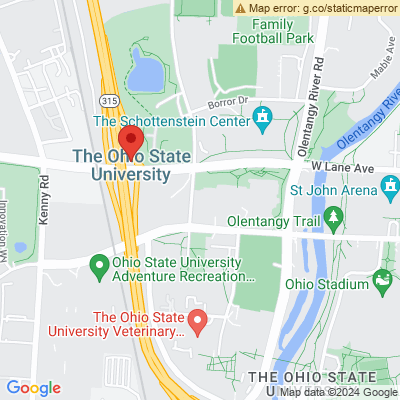 Map error: g.co/staticmaperror
Family
Football Park
Mable Ave
315
Borror Dr
Olentangy River Rd
The Schottenstein Center
Olentangy River
The Ohio State
University
W Lane Ave
Kenny Rd
St John Arena
Innovation Wy
Olentangy Trail
Ohio State University
Adventure Recreation...
Ohio Stadium
The Ohio State
University Veterinary...
THE OHIO STATE
U
Google
Map data ©2024 Google